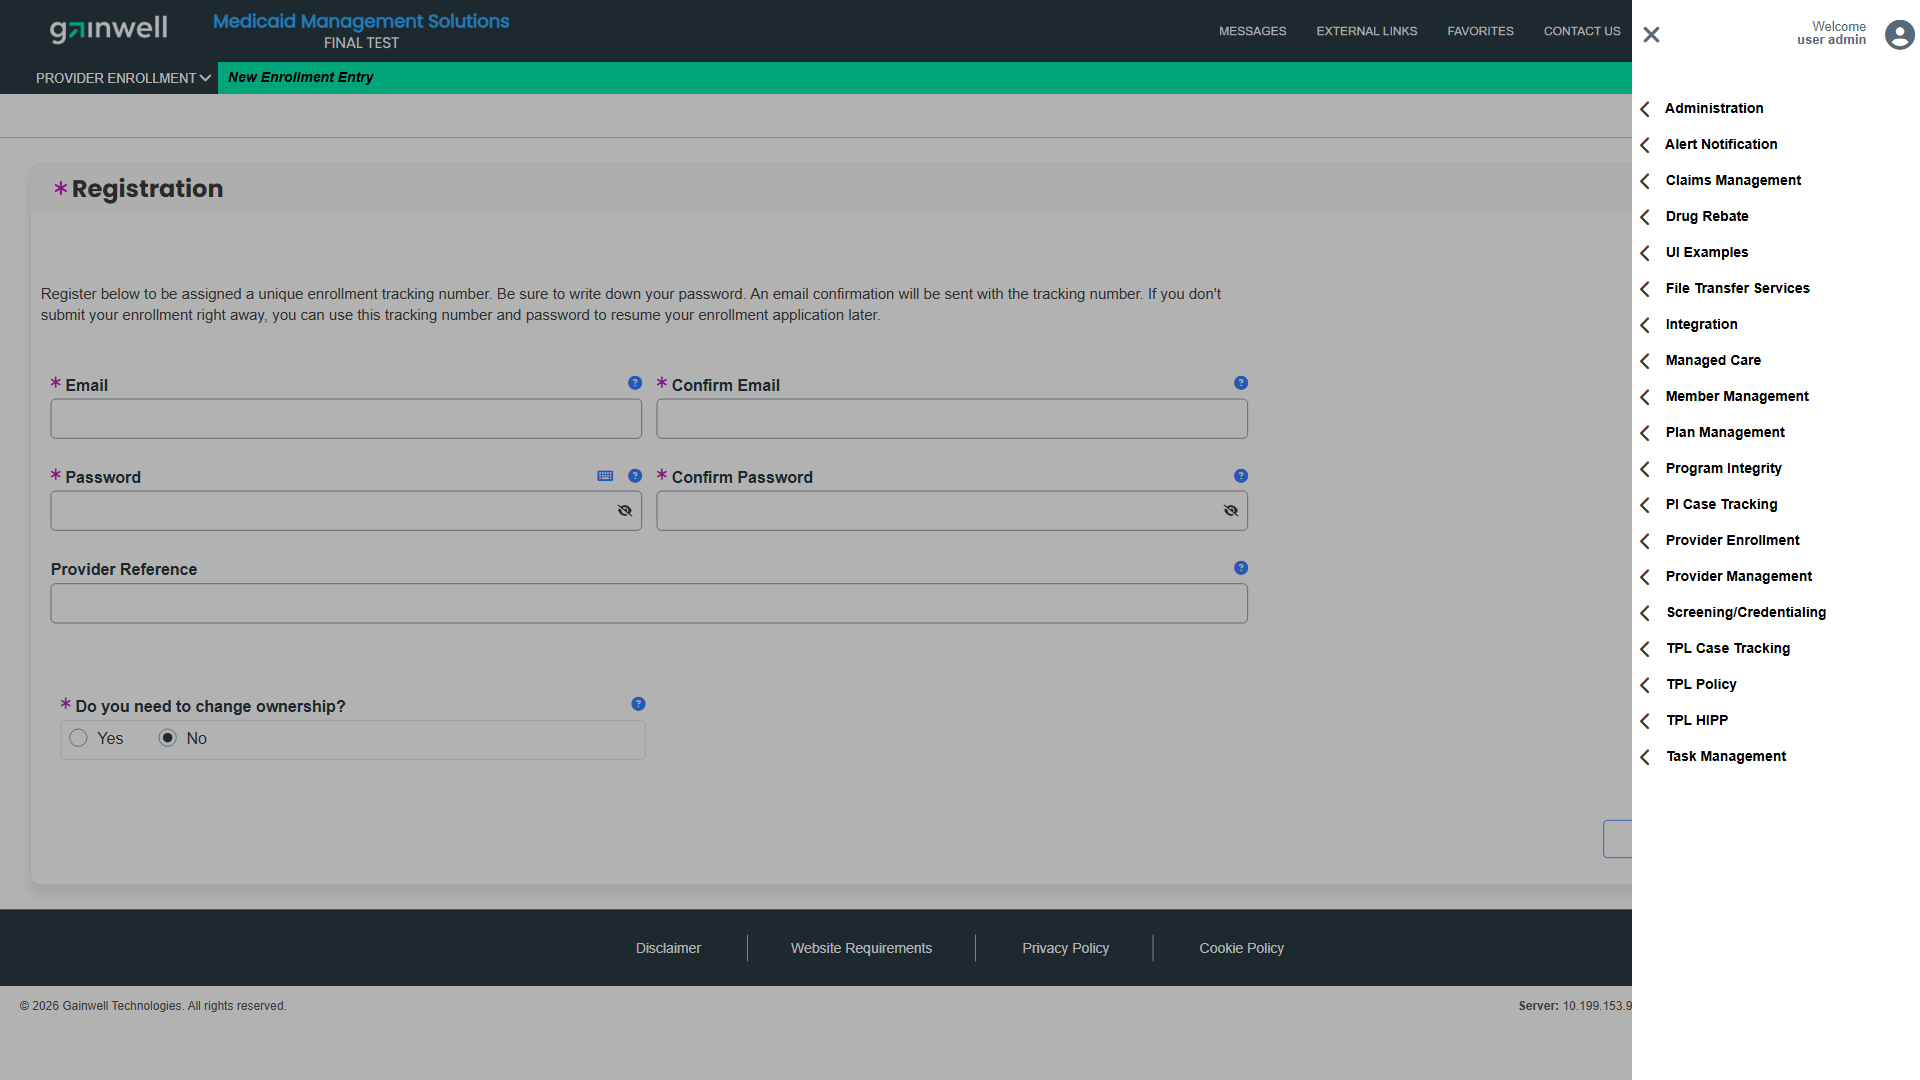 gainwell
Medicaid Management Solutions
FINAL TEST
MESSAGES
EXTERNAL LINKS
FAVORITES
CONTACT US
Welcome
user admin
PROVIDER ENROLLMENT
New Enrollment Entry
* Registration
Register below to be assigned a unique enrollment tracking number. Be sure to write down your password. An email confirmation will be sent with the tracking number. If you don't
submit your enrollment right away, you can use this tracking number and password to resume your enrollment application later.
* Email ?
* Confirm Email ?
* Password ?
* Confirm Password ?
Provider Reference ?
* Do you need to change ownership? ?
Yes
No
Administration
Alert Notification
Claims Management
Drug Rebate
UI Examples
File Transfer Services
Integration
Managed Care
Member Management
Plan Management
Program Integrity
PI Case Tracking
Provider Enrollment
Provider Management
Screening/Credentialing
TPL Case Tracking
TPL Policy
TPL HIPP
Task Management
Disclaimer
Website Requirements
Privacy Policy
Cookie Policy
© 2026 Gainwell Technologies. All rights reserved.
Server: 10.199.153.9